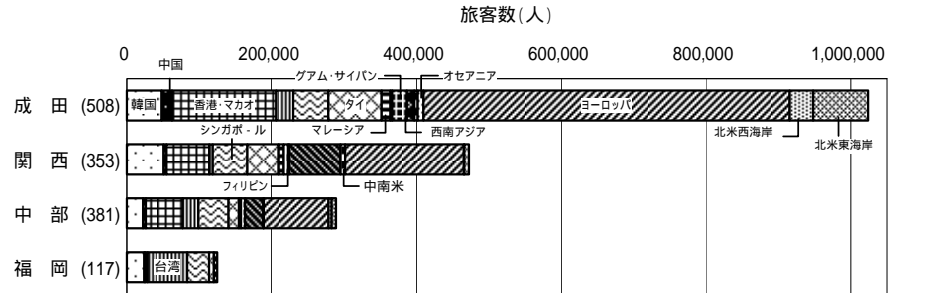 旅客数(人)
0 200,000 400,000 600,000 800,000 1,000,000
中国
グアム・サイパン
オセアニア
成 田 (508)
韓国
香港・マカオ
タイ
ヨーロッパ
シンガポ-ル
マレーシア
西南アジア
北米西海岸
北米東海岸
関 西 (353)
フィリピン
中南米
中 部 (381)
福 岡 (117)
台湾